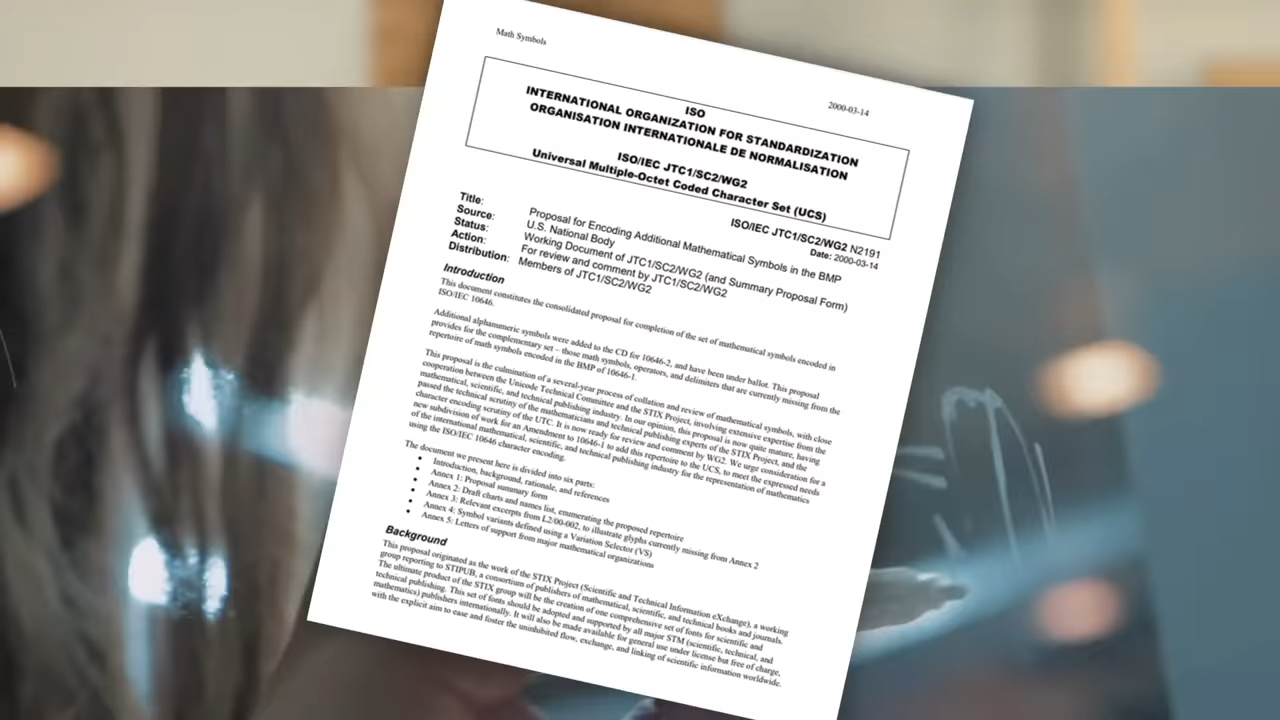 Math Symbols
2000-03-14
ISO
INTERNATIONAL ORGANIZATION FOR STANDARDIZATION
ORGANISATION INTERNATIONALE DE NORMALISATION
ISO/IEC JTC1/SC2/WG2
Universal Multiple-Octet Coded Character Set (UCS)
ISO/IEC JTC1/SC2/WG2 N2191
Date: 2000-03-14
Title: Proposal for Encoding Additional Mathematical Symbols in the BMP
Source: U.S. National Body
Status: Working Document of JTC1/SC2/WG2 (and Summary Proposal Form)
Action: For review and comment by JTC1/SC2/WG2
Distribution: Members of JTC1/SC2/WG2
Introduction
This document constitutes the consolidated proposal for completion of the set of mathematical symbols encoded in
ISO/IEC 10646.
Additional alphanumeric symbols were added to the CD for 10646-2, and have been under ballot. This proposal
provides for the complementary set – those math symbols, operators, and delimiters that are currently missing from the
repertoire of math symbols encoded in the BMP of 10646-1.
This proposal is the culmination of a several-year process of collation and review of mathematical symbols, with close
cooperation between the Unicode Technical Committee and the STIX Project, involving extensive expertise from the
mathematical, scientific, and technical publishing industry. In our opinion, this proposal is now quite mature, having
passed the technical scrutiny of the mathematicians and technical publishing experts of the STIX Project, and the
character encoding scrutiny of the UTC. It is now ready for review and comment by WG2. We urge consideration for a
new subdivision of work for an Amendment to 10646-1 to add this repertoire to the UCS, to meet the expressed needs
of the international mathematical, scientific, and technical publishing industry for the representation of mathematics
using the ISO/IEC 10646 character encoding.
The document we present here is divided into six parts:
• Introduction, background, rationale, and references
• Annex 1: Proposal summary form
• Annex 2: Draft charts and names list, enumerating the proposed repertoire
• Annex 3: Relevant excerpts from L2/00-002, to illustrate glyphs currently missing from Annex 2
• Annex 4: Symbol variants defined using a Variation Selector (VS)
• Annex 5: Letters of support from major mathematical organizations
Background
This proposal originated as the work of the STIX Project (Scientific and Technical Information eXchange), a working
group reporting to STIPUB, a consortium of publishers of mathematical, scientific, and technical books and journals.
The ultimate product of the STIX group will be the creation of one comprehensive set of fonts for scientific and
technical publishing. This set of fonts should be adopted and supported by all major STM (scientific, technical, and
mathematics) publishers internationally. It will also be made available for general use under license but free of charge,
with the explicit aim to ease and foster the uninhibited flow, exchange, and linking of scientific information worldwide.